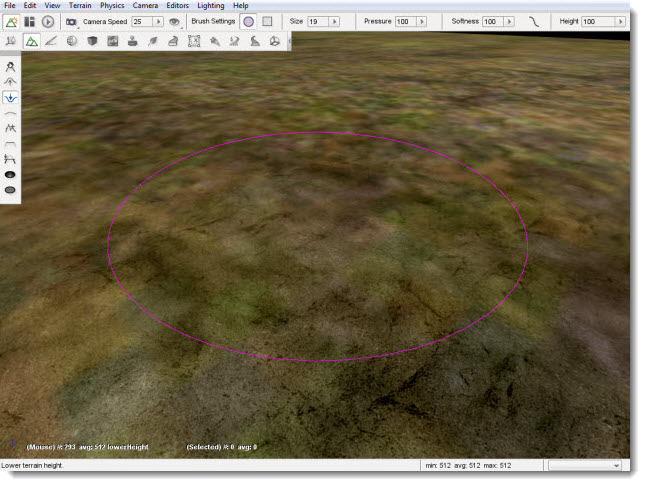 File Edit View Terrain Physics Camera Editors Lighting Help
Camera Speed 25 Brush Settings Size 19 Pressure 100 Softness 100 Height 100
(Mouse) #: 293 avg: 512 lowerHeight (Selected) #: 0 avg: 0
Lower terrain height. min: 512 avg: 512 max: 512